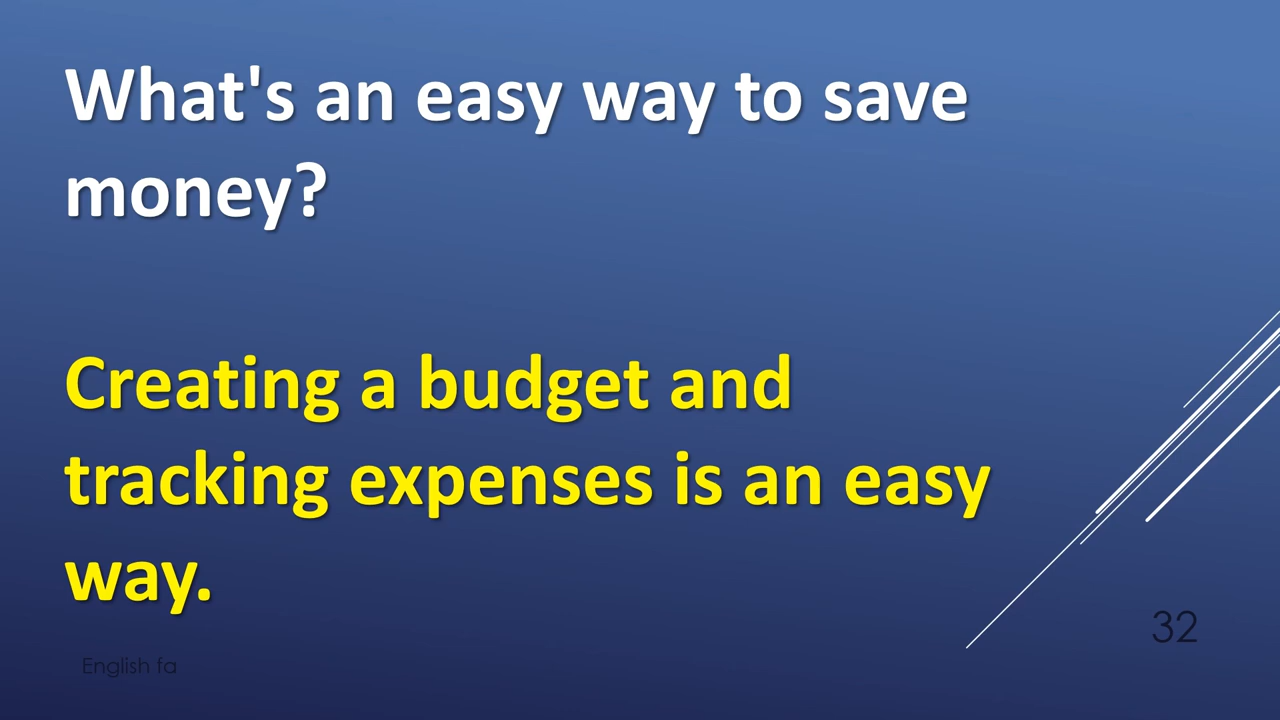 What's an easy way to save
money?
Creating a budget and
tracking expenses is an easy
way.
32
English fa